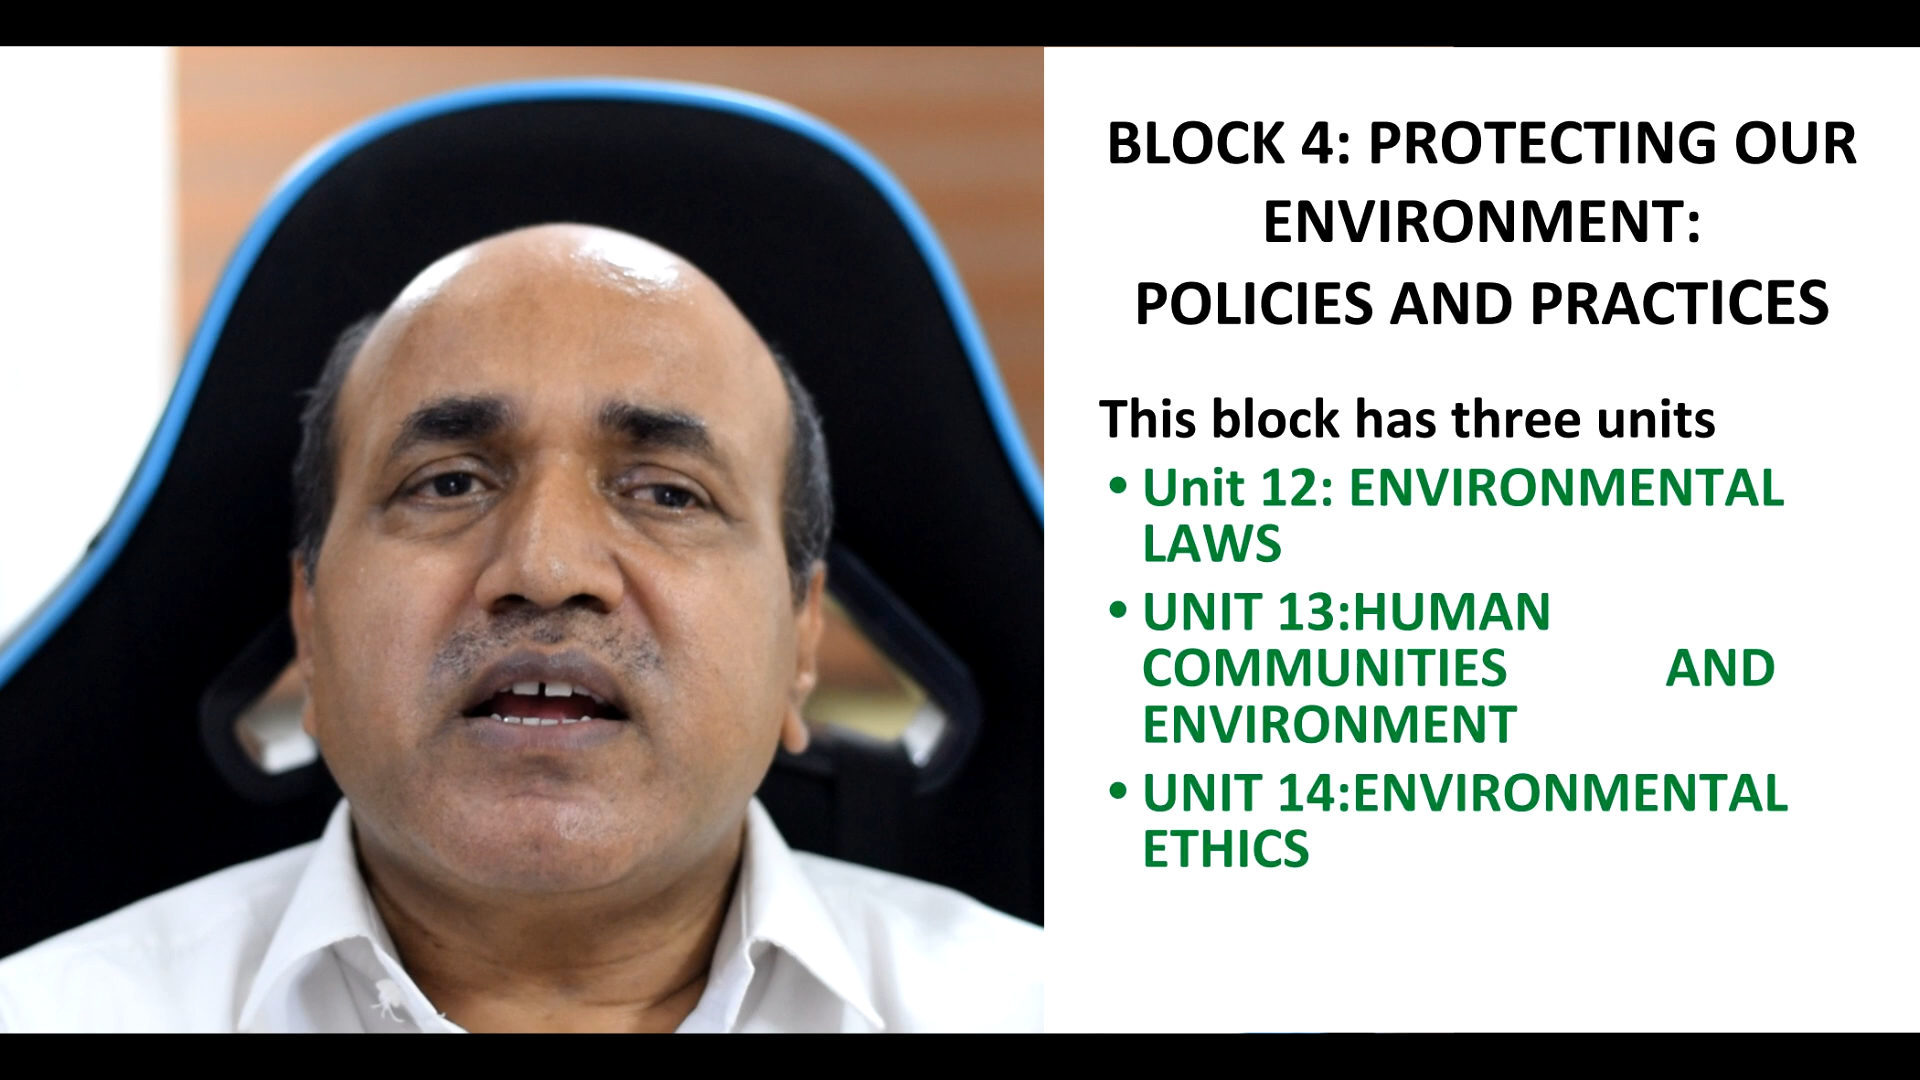 BLOCK 4: PROTECTING OUR
ENVIRONMENT:
POLICIES AND PRACTICES
This block has three units
• Unit 12: ENVIRONMENTAL
LAWS
• UNIT 13:HUMAN
COMMUNITIES AND
ENVIRONMENT
• UNIT 14:ENVIRONMENTAL
ETHICS